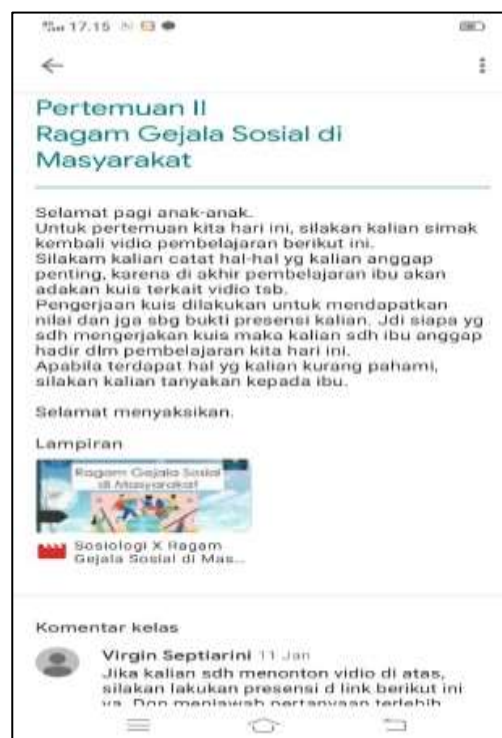 17.15
Pertemuan II
Ragam Gejala Sosial di
Masyarakat
Selamat pagi anak-anak.
Untuk pertemuan kita hari ini, silakan kalian simak
kembali vidio pembelajaran berikut ini.
Silakam kalian catat hal-hal yg kalian anggap
penting, karena di akhir pembelajaran ibu akan
adakan kuis terkait vidio tsb.
Pengerjaan kuis dilakukan untuk mendapatkan
nilai dan jga sbg bukti presensi kalian. Jdi siapa yg
sdh mengerjakan kuis maka kalian sdh ibu anggap
hadir dlm pembelajaran kita hari ini.
Apabila terdapat hal yg kalian kurang pahami,
silakan kalian tanyakan kepada ibu.
Selamat menyaksikan.
Lampiran
Ragam Gejala Sosial
di Masyarakat
Sosiologi X Ragam
Gejala Sosial di Mas...
Komentar kelas
Virgin Septiarini 11 Jan
Jika kalian sdh menonton vidio di atas,
silakan lakukan presensi d link berikut ini
ya. Dgn menjawab pertanyaan terlebih